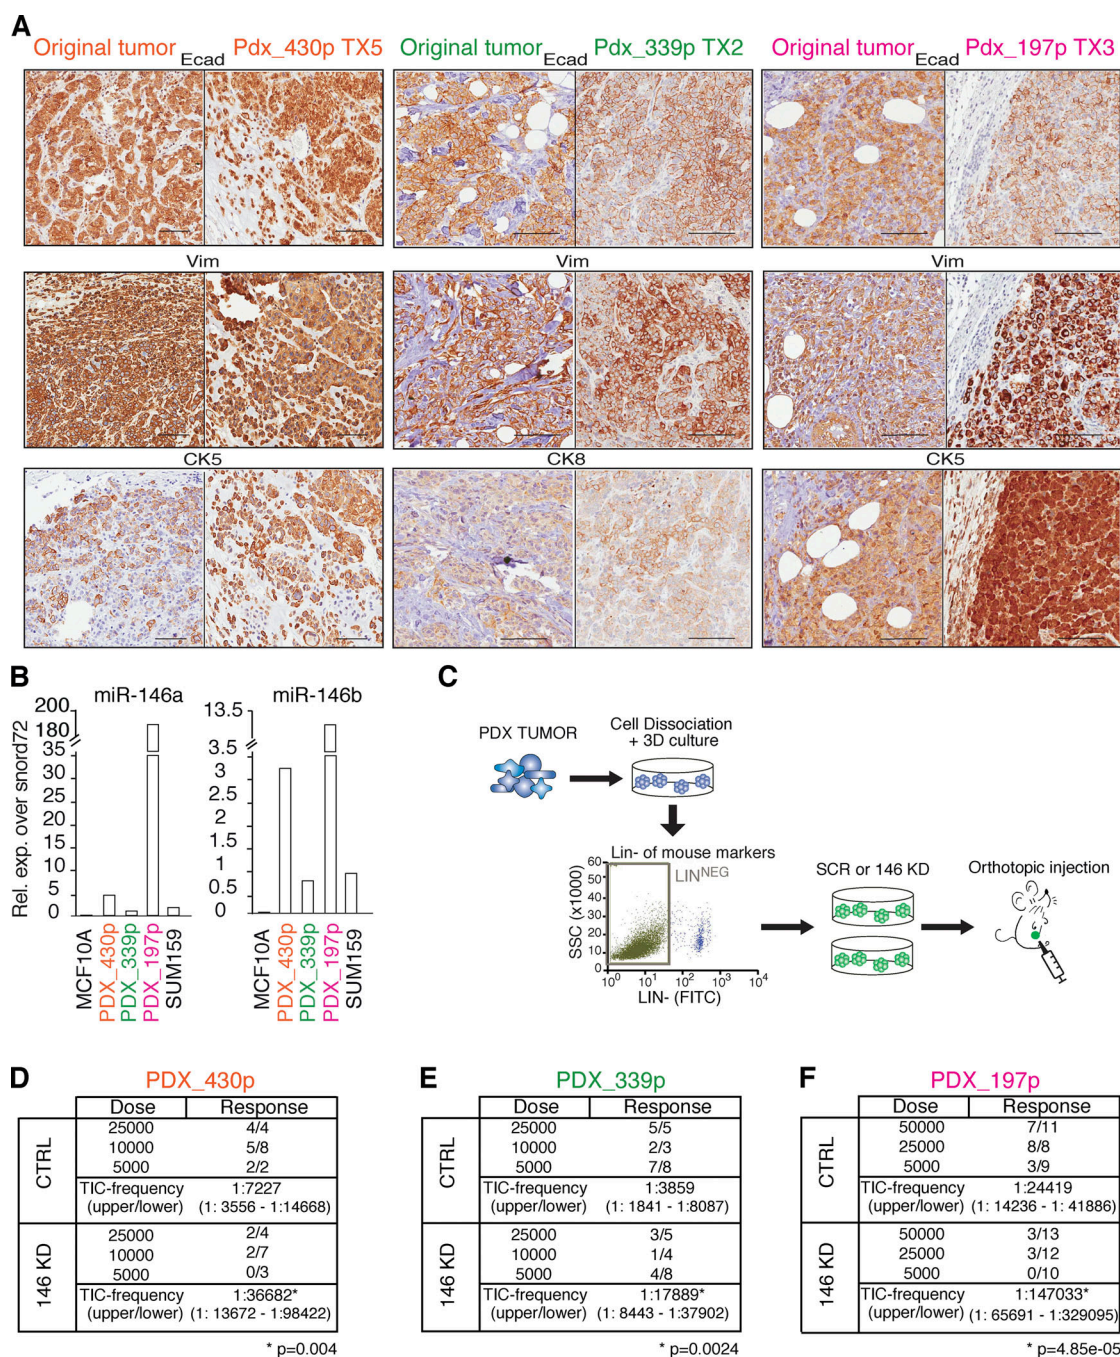 A
Original tumor Pdx_430p TX5 Original tumor Pdx_339p TX2 Original tumor Pdx_197p TX3
Ecad Ecad Ecad
Vim Vim Vim
CK5 CK8 CK5
B
miR-146a miR-146b
Rel. exp. over snord72
200
180
35
30
25
20
15
10
5
0
MCF10A
PDX_430p
PDX_339p
PDX_197p
SUM159
13.5
3.5
3
2.5
2
1.5
1
0.5
0
MCF10A
PDX_430p
PDX_339p
PDX_197p
SUM159
C
PDX TUMOR
Cell Dissociation
+ 3D culture
Lin- of mouse markers
LINNEG
SSC (x1000)
60
50
40
30
20
10
0
10^0 10^1 10^2 10^3 10^4
LIN- (FITC)
SCR or 146 KD
Orthotopic injection
D PDX_430p
Dose Response
CTRL
25000 4/4
10000 5/8
5000 2/2
TIC-frequency 1:7227
(upper/lower) (1: 3556 - 1:14668)
146 KD
25000 2/4
10000 2/7
5000 0/3
TIC-frequency 1:36682*
(upper/lower) (1: 13672 - 1:98422)
* p=0.004
E PDX_339p
Dose Response
CTRL
25000 5/5
10000 2/3
5000 7/8
TIC-frequency 1:3859
(upper/lower) (1: 1841 - 1:8087)
146 KD
25000 3/5
10000 1/4
5000 4/8
TIC-frequency 1:17889*
(upper/lower) (1: 8443 - 1:37902)
* p=0.0024
F PDX_197p
Dose Response
CTRL
50000 7/11
25000 8/8
5000 3/9
TIC-frequency 1:24419
(upper/lower) (1: 14236 - 1: 41886)
146 KD
50000 3/13
25000 3/12
5000 0/10
TIC-frequency 1:147033*
(upper/lower) (1: 65691 - 1:329095)
* p=4.85e-05